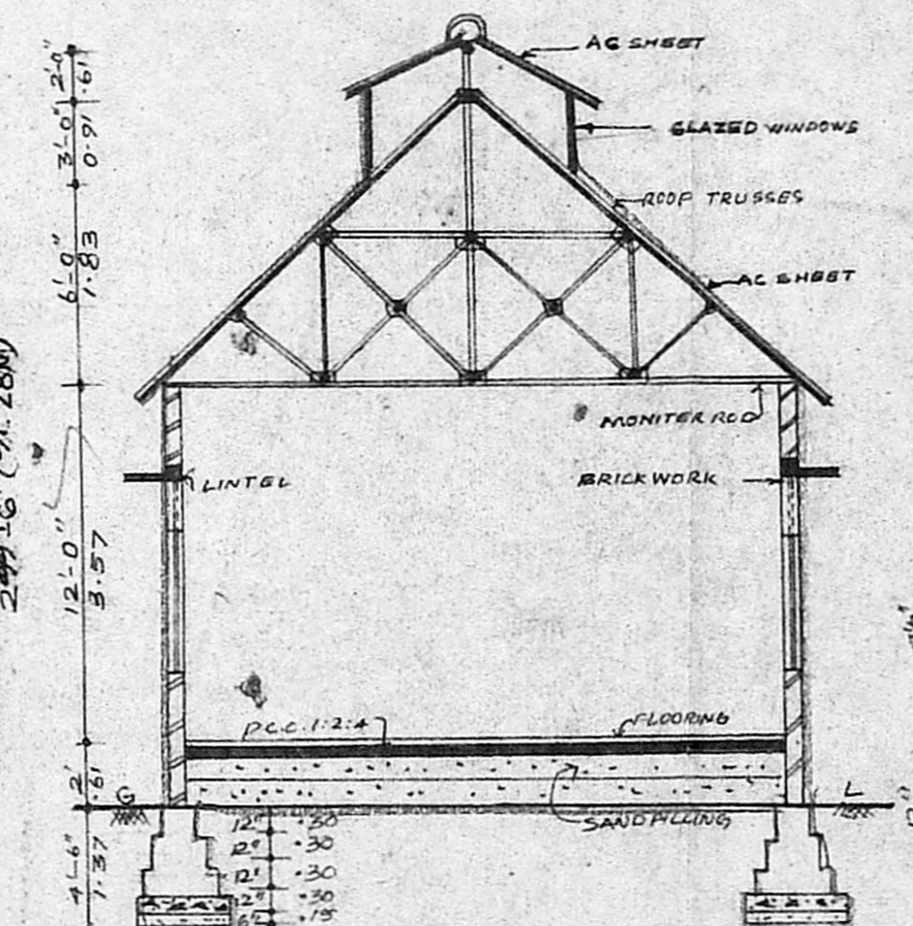 AC SHEET
GLAZED WINDOWS
ROOF TRUSSES
AC SHEET
MONITER ROD
LINTEL
BRICKWORK
P.C.C. 1:2:4
FLOORING
SANDFILLING
G
L
2'-0"
.61
3'-0"
0.91
6'-0"
1.83
12'-0"
3.57
2'
.61
4'-6"
1.37
12"
.30
12"
.30
12"
.30
12"
.30
6"
.15